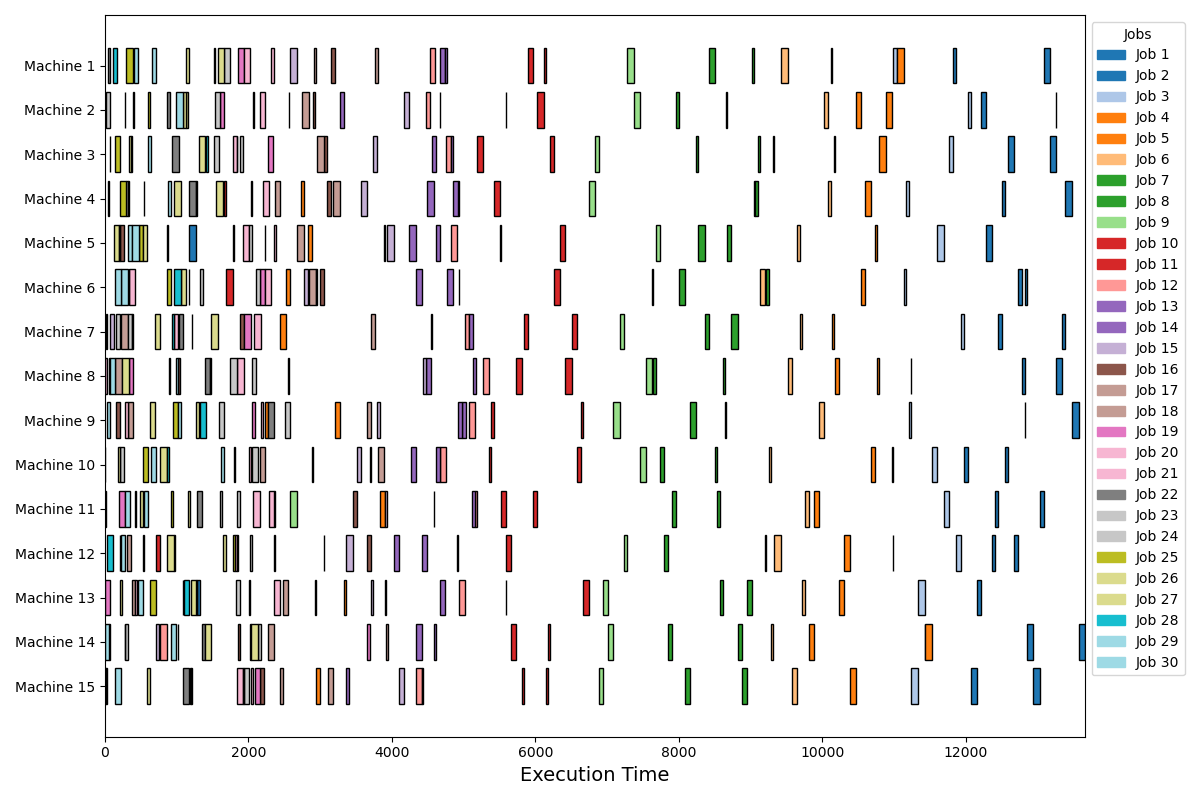 Machine 1
Machine 2
Machine 3
Machine 4
Machine 5
Machine 6
Machine 7
Machine 8
Machine 9
Machine 10
Machine 11
Machine 12
Machine 13
Machine 14
Machine 15
0 2000 4000 6000 8000 10000 12000
Execution Time
Jobs
Job 1
Job 2
Job 3
Job 4
Job 5
Job 6
Job 7
Job 8
Job 9
Job 10
Job 11
Job 12
Job 13
Job 14
Job 15
Job 16
Job 17
Job 18
Job 19
Job 20
Job 21
Job 22
Job 23
Job 24
Job 25
Job 26
Job 27
Job 28
Job 29
Job 30